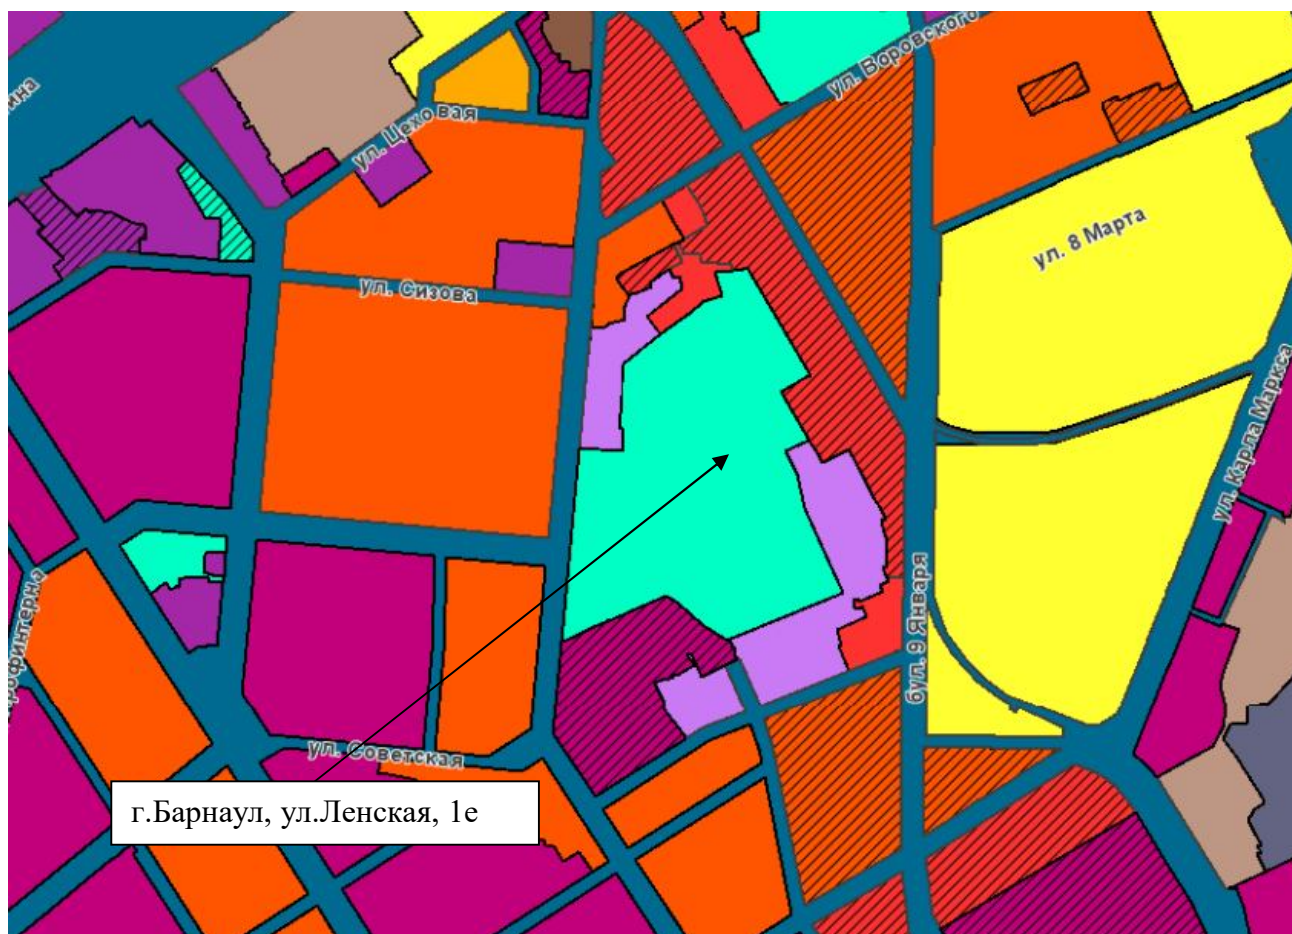 ул. Воровского
ул. Цеховая
ул. 8 Марта
ул. Сизова
ул. Карла Маркса
бул. 9 Января
ул. Советская
г.Барнаул, ул.Ленская, 1е